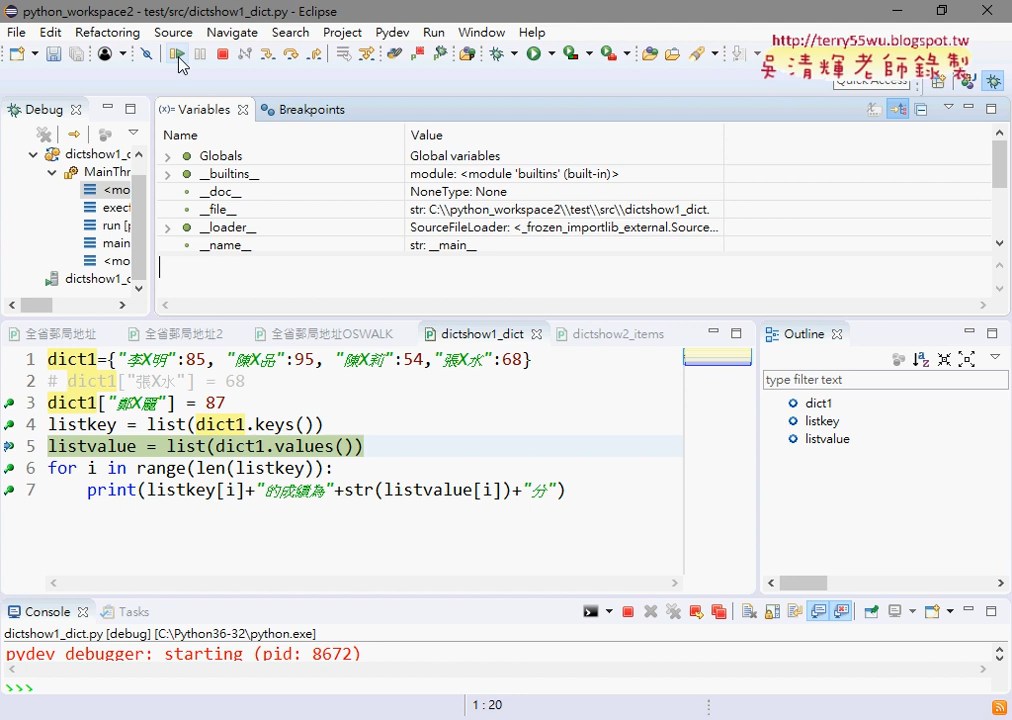 python_workspace2 - test/src/dictshow1_dict.py - Eclipse
File Edit Refactoring Source Navigate Search Project Pydev Run Window Help
http://terry55wu.blogspot.tw
吳清輝老師錄製
Quick Access
Debug
Variables
Breakpoints
dictshow1_c
MainThr
<mo
exect
run [p
main
<mo
dictshow1_c
Name Value
Globals Global variables
__builtins__ module: <module 'builtins' (built-in)>
__doc__ NoneType: None
__file__ str: C:\\python_workspace2\\test\\src\\dictshow1_dict.
__loader__ SourceFileLoader: <_frozen_importlib_external.Source...
__name__ str: __main__
全省郵局地址 全省郵局地址2 全省郵局地址OSWALK dictshow1_dict dictshow2_items
1 dict1={"李X明":85, "陳X品":95, "陳X莉":54,"張X水":68}
2 # dict1["張X水"] = 68
3 dict1["鄭X麗"] = 87
4 listkey = list(dict1.keys())
5 listvalue = list(dict1.values())
6 for i in range(len(listkey)):
7 print(listkey[i]+"的成績為"+str(listvalue[i])+"分")
Outline
type filter text
dict1
listkey
listvalue
Console Tasks
dictshow1_dict.py [debug] [C:\Python36-32\python.exe]
pydev debugger: starting (pid: 8672)
>>>
1 : 20